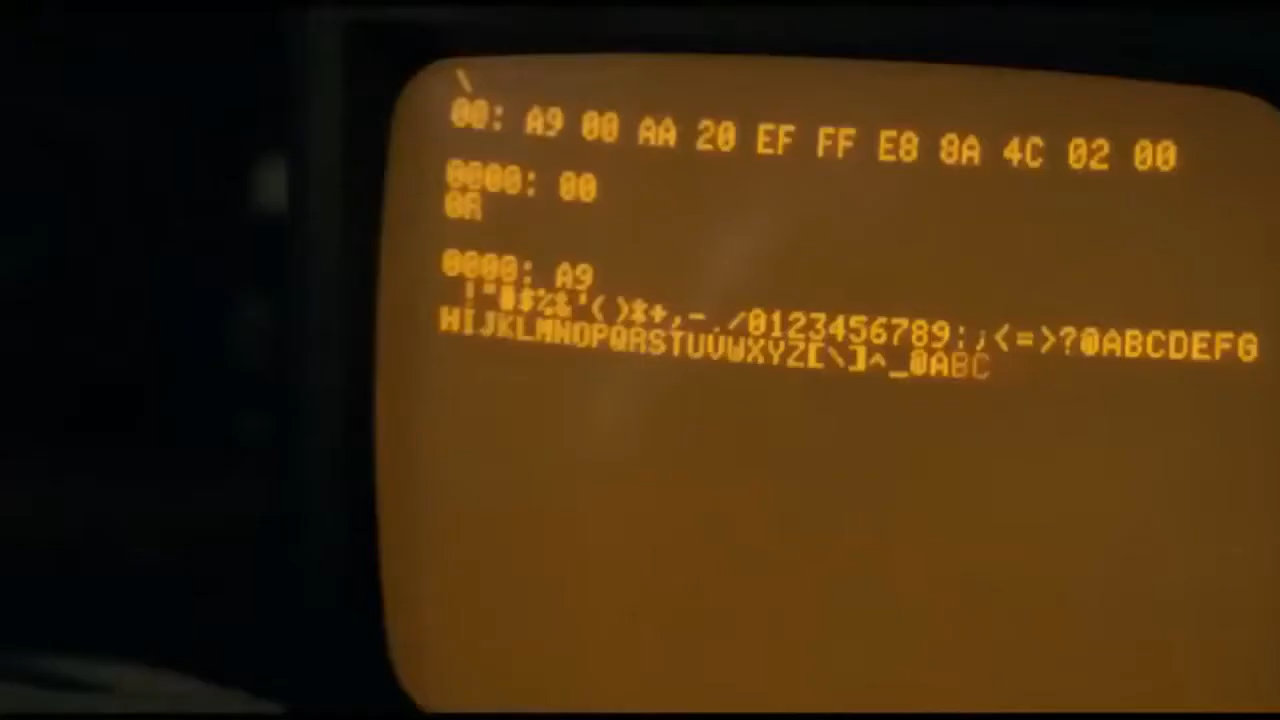 \
00: A9 00 AA 20 EF FF E8 8A 4C 02 00
0000: 00
0R
0000: A9
!"#$%&'()*+,-./0123456789:;<=>?@ABCDEFG
HIJKLMNOPQRSTUVWXYZ[\]^_@ABC